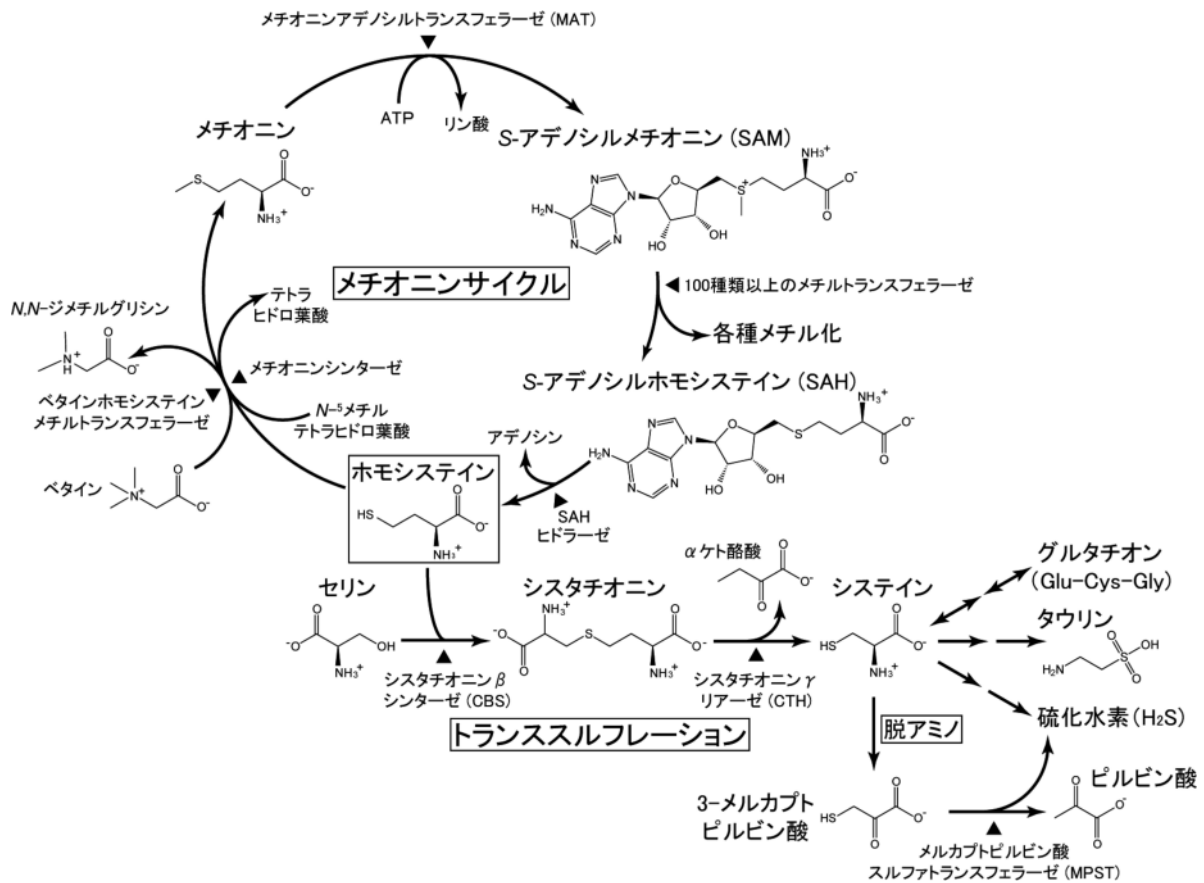 メチオニンアデノシルトランスフェラーゼ (MAT)
ATP
リン酸
メチオニン
S
O
O⁻
NH₃⁺
S-アデノシルメチオニン (SAM)
NH₃⁺
H₂N
N
N
N
N
N
O
S⁺
O
O⁻
HO
OH
メチオニンサイクル
100種類以上のメチルトランスフェラーゼ
各種メチル化
テトラ
ヒドロ葉酸
N,N-ジメチルグリシン
N⁺
H
O
O⁻
メチオニンシンターゼ
ベタインホモシステイン
メチルトランスフェラーゼ
N-⁵メチル
テトラヒドロ葉酸
ベタイン
N⁺
O
O⁻
S-アデノシルホモシステイン (SAH)
NH₃⁺
H₂N
N
N
N
N
N
O
S
O
O⁻
HO
OH
アデノシン
SAH
ヒドラーゼ
ホモシステイン
HS
O
O⁻
NH₃⁺
セリン
O
⁻O
OH
NH₃⁺
シスタチオニンβ
シンターゼ (CBS)
シスタチオニン
NH₃⁺
⁻O
O
S
O
O⁻
NH₃⁺
αケト酪酸
O
O⁻
O
シスタチオニンγ
リアーゼ (CTH)
トランススルフレーション
システイン
HS
O
O⁻
NH₃⁺
グルタチオン
(Glu-Cys-Gly)
タウリン
H₂N
S
O
O
OH
硫化水素 (H₂S)
脱アミノ
3-メルカプト
ピルビン酸
HS
O
O⁻
O
メルカプトピルビン酸
スルファトランスフェラーゼ (MPST)
ピルビン酸
O
O⁻
O